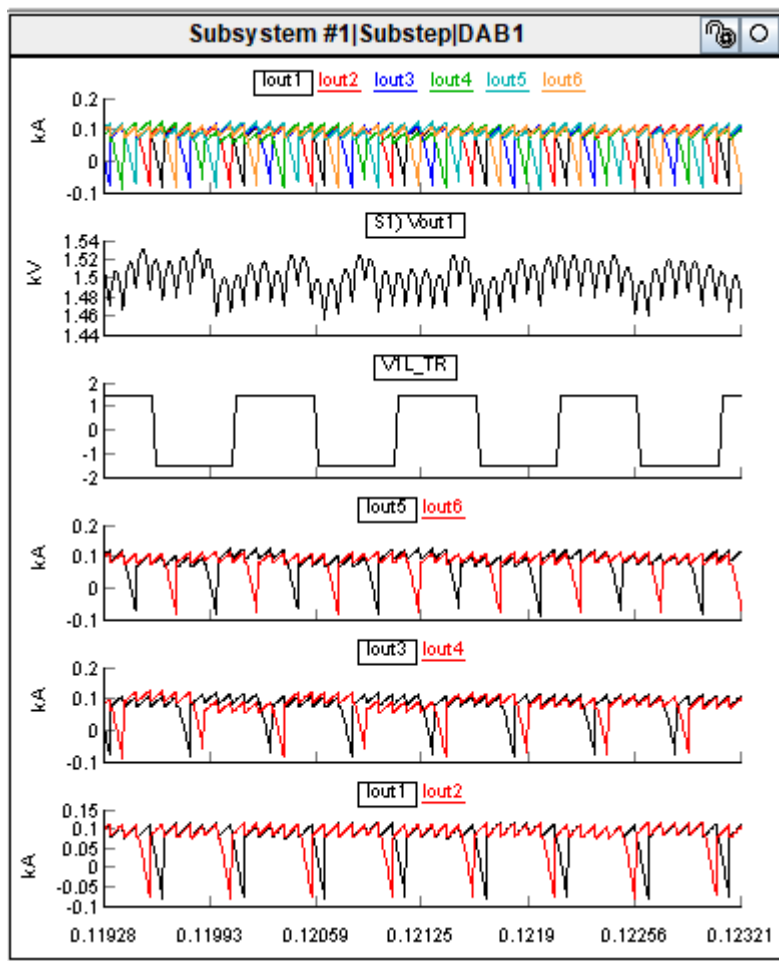 Subsystem #1|Substep|DAB1
Iout1 Iout2 Iout3 Iout4 Iout5 Iout6
0.2
0.1
0
-0.1
kA
S1) Vout1
1.54
1.52
1.5
1.48
1.46
1.44
kV
V1L_TR
2
1
0
-1
-2
Iout5 Iout6
0.2
0.1
0
-0.1
kA
Iout3 Iout4
0.2
0.1
0
-0.1
kA
Iout1 Iout2
0.15
0.1
0.05
0
-0.05
-0.1
kA
0.11928 0.11993 0.12059 0.12125 0.1219 0.12256 0.12321